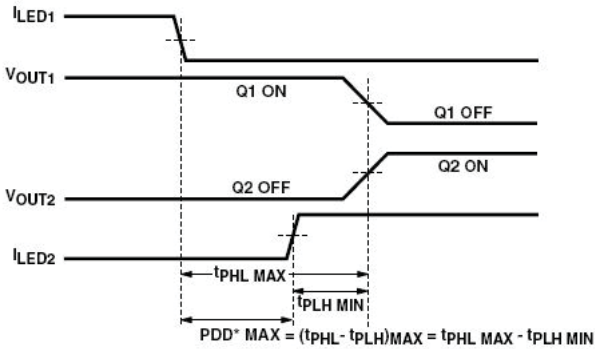 ILED1
VOUT1
Q1 ON
Q1 OFF
Q2 ON
Q2 OFF
VOUT2
ILED2
tPHL MAX
tPLH MIN
PDD* MAX = (tPHL- tPLH)MAX = tPHL MAX - tPLH MIN